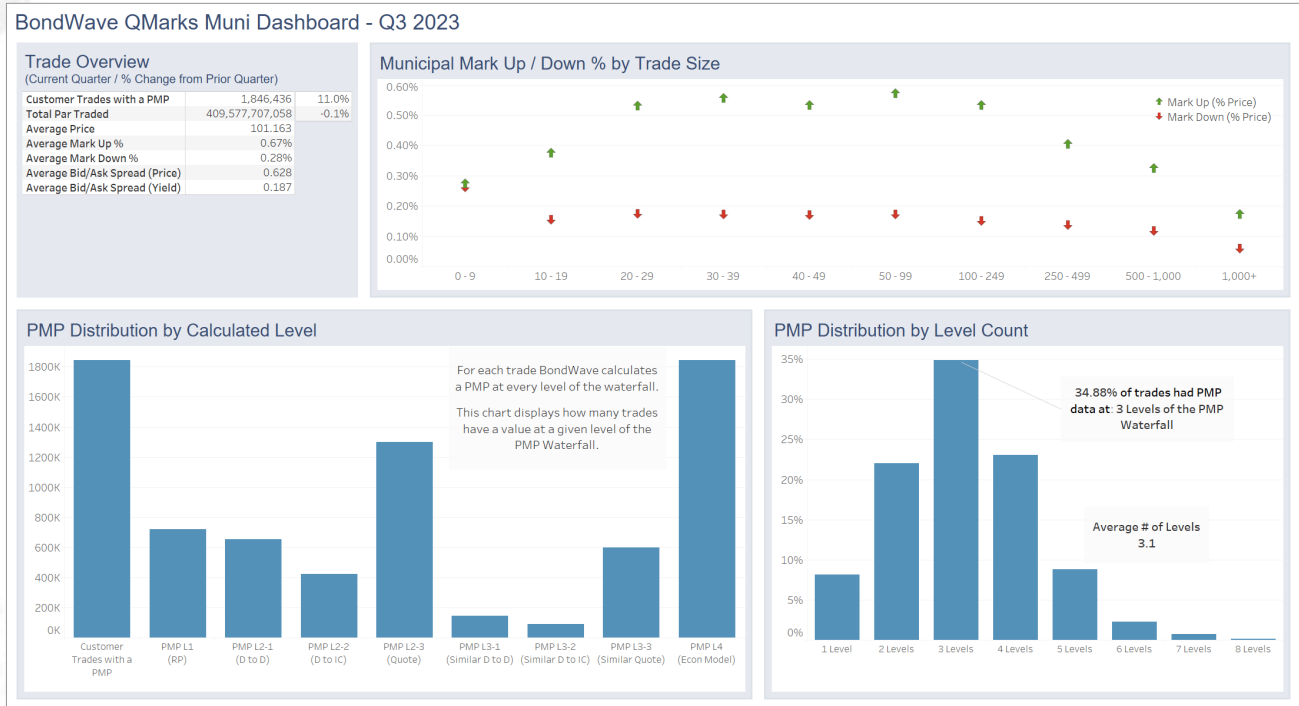 BondWave QMarks Muni Dashboard - Q3 2023
Trade Overview
(Current Quarter / % Change from Prior Quarter)
Customer Trades with a PMP 1,846,436 11.0%
Total Par Traded 409,577,707,058 -0.1%
Average Price 101.163
Average Mark Up % 0.67%
Average Mark Down % 0.28%
Average Bid/Ask Spread (Price) 0.628
Average Bid/Ask Spread (Yield) 0.187
Municipal Mark Up / Down % by Trade Size
0.60%
0.50%
0.40%
0.30%
0.20%
0.10%
0.00%
Mark Up (% Price)
Mark Down (% Price)
0 - 9 10 - 19 20 - 29 30 - 39 40 - 49 50 - 99 100 - 249 250 - 499 500 - 1,000 1,000+
PMP Distribution by Calculated Level
1800K
1600K
1400K
1200K
1000K
800K
600K
400K
200K
0K
For each trade BondWave calculates
a PMP at every level of the waterfall.
This chart displays how many trades
have a value at a given level of the
PMP Waterfall.
Customer PMP L1 PMP L2-1 PMP L2-2 PMP L2-3 PMP L3-1 PMP L3-2 PMP L3-3 PMP L4
Trades with a (RP) (D to D) (D to IC) (Quote) (Similar D to D) (Similar D to IC) (Similar Quote) (Econ Model)
PMP
PMP Distribution by Level Count
35%
30%
25%
20%
15%
10%
5%
0%
34.88% of trades had PMP
data at: 3 Levels of the PMP
Waterfall
Average # of Levels
3.1
1 Level 2 Levels 3 Levels 4 Levels 5 Levels 6 Levels 7 Levels 8 Levels